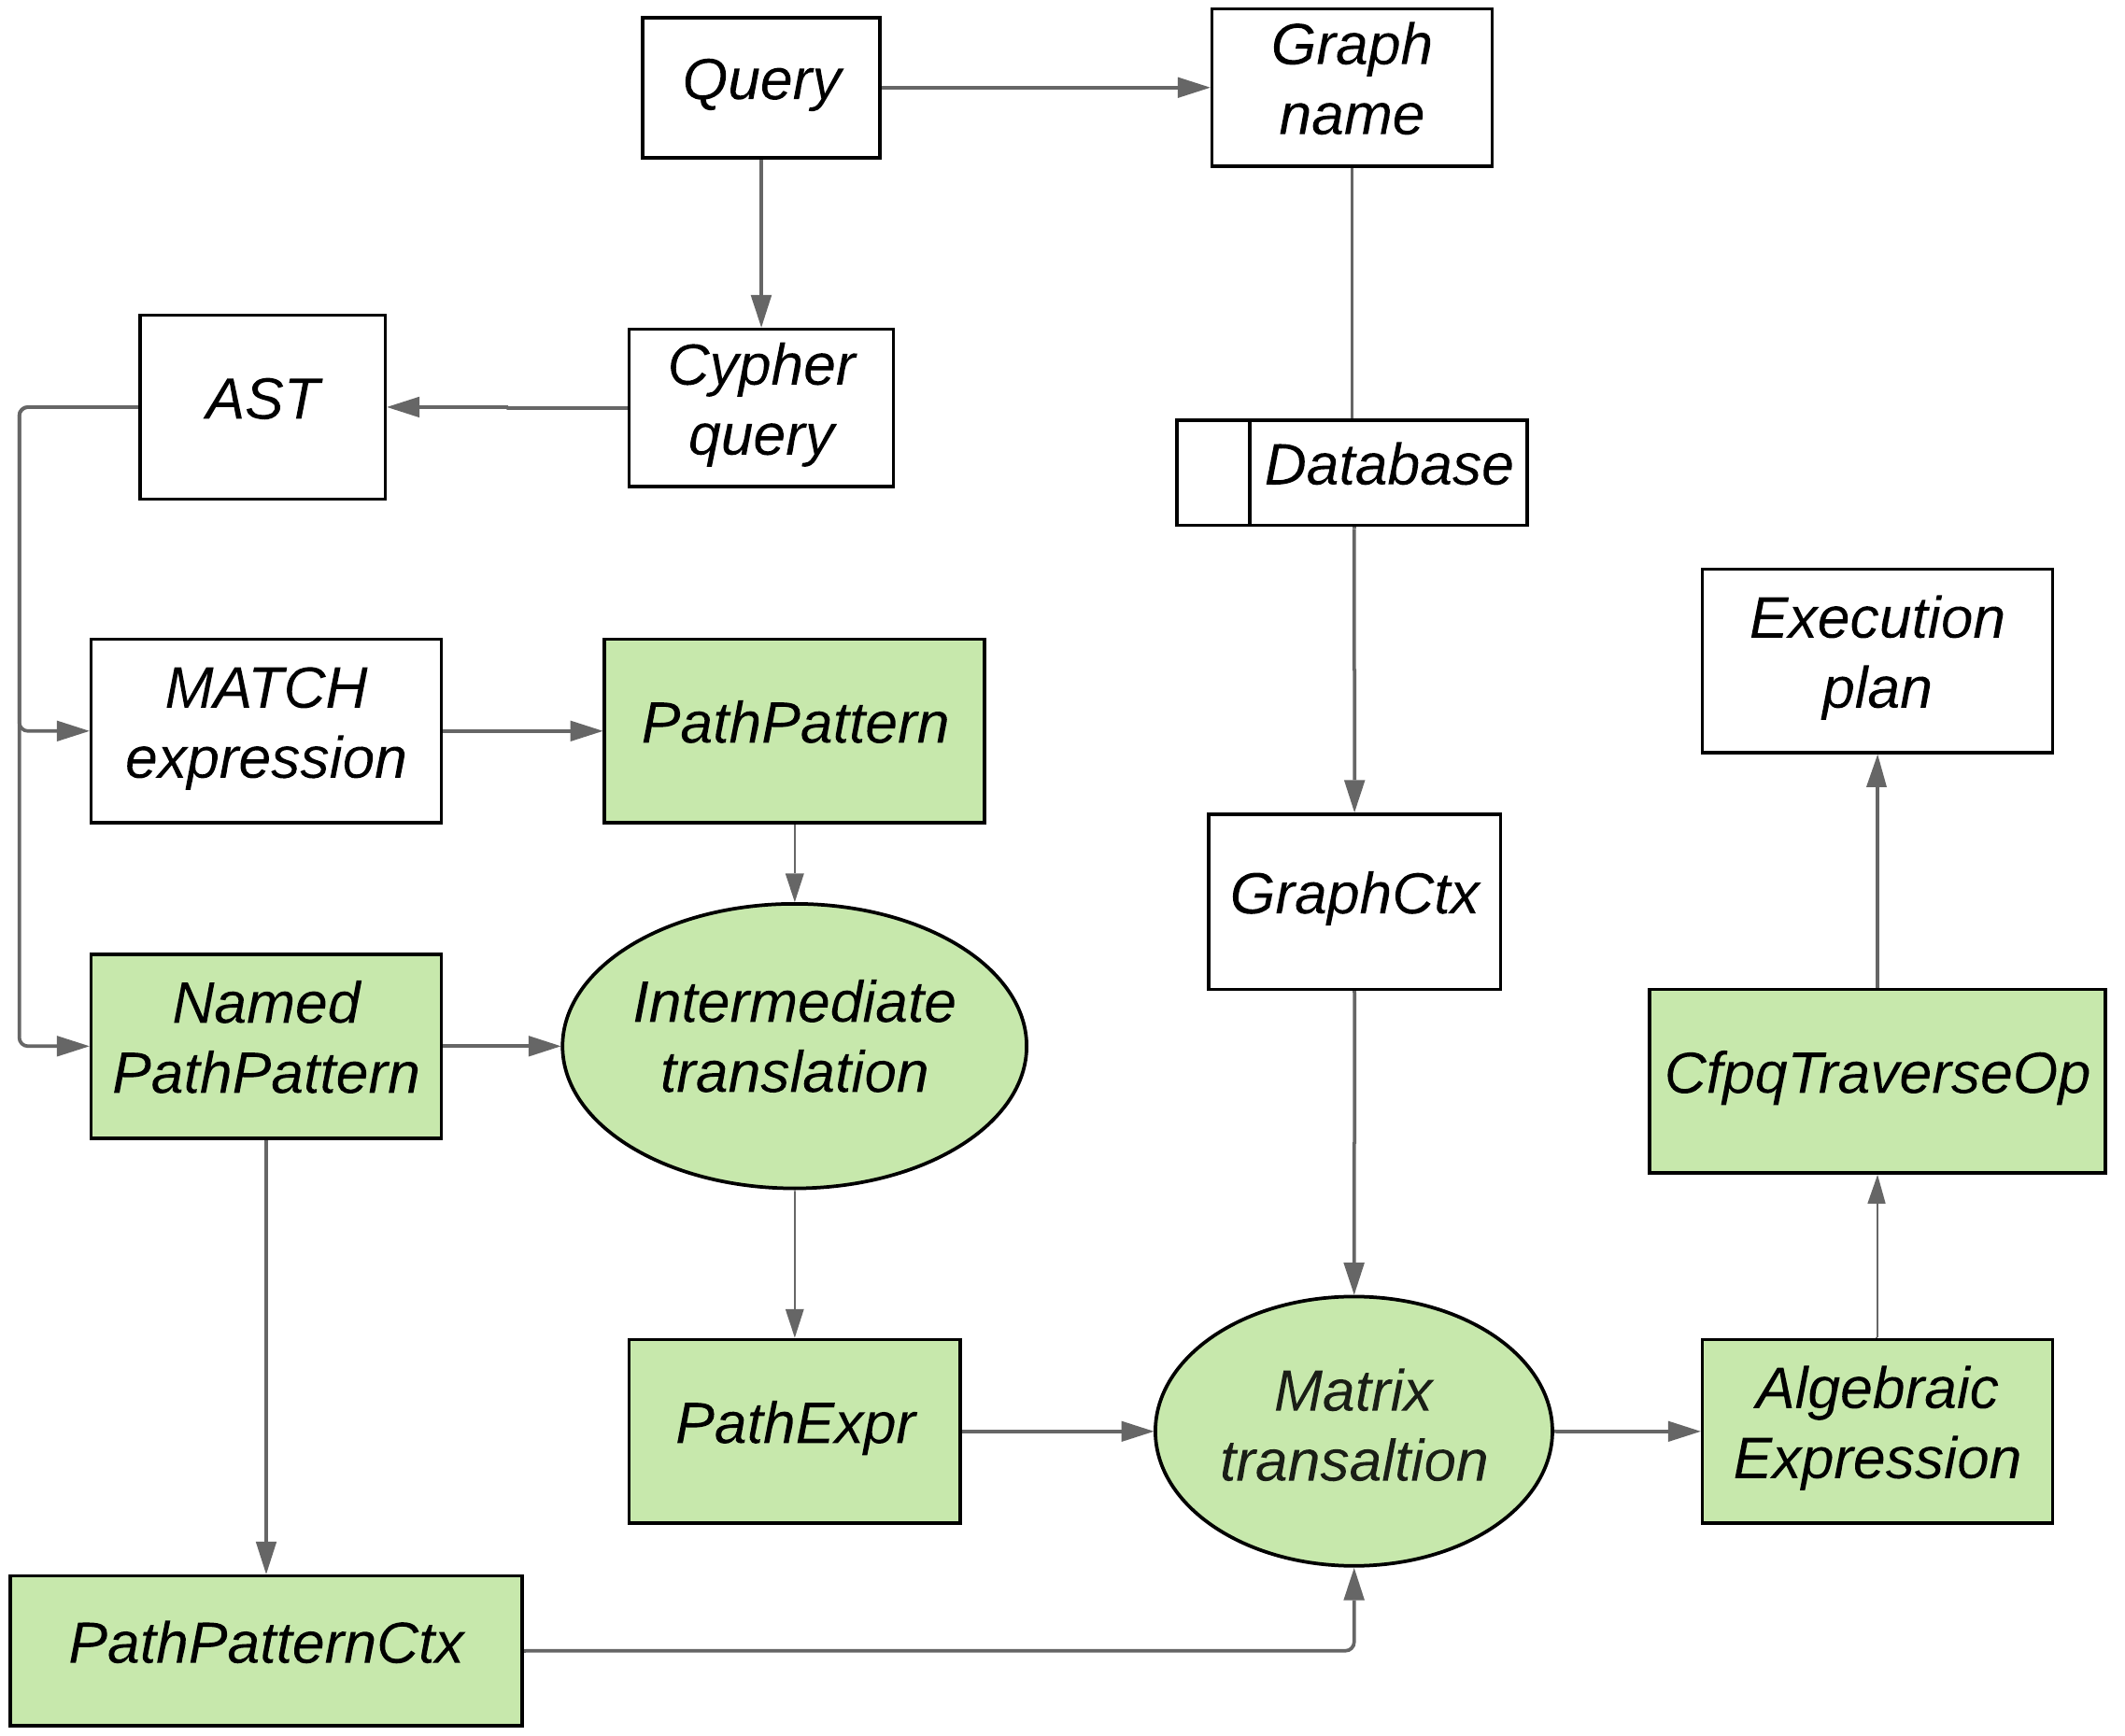 Query
Graph
name
AST
Cypher
query
Database
Execution
plan
MATCH
expression
PathPattern
GraphCtx
Named
PathPattern
Intermediate
translation
CfpqTraverseOp
PathExpr
Matrix
transaltion
Algebraic
Expression
PathPatternCtx